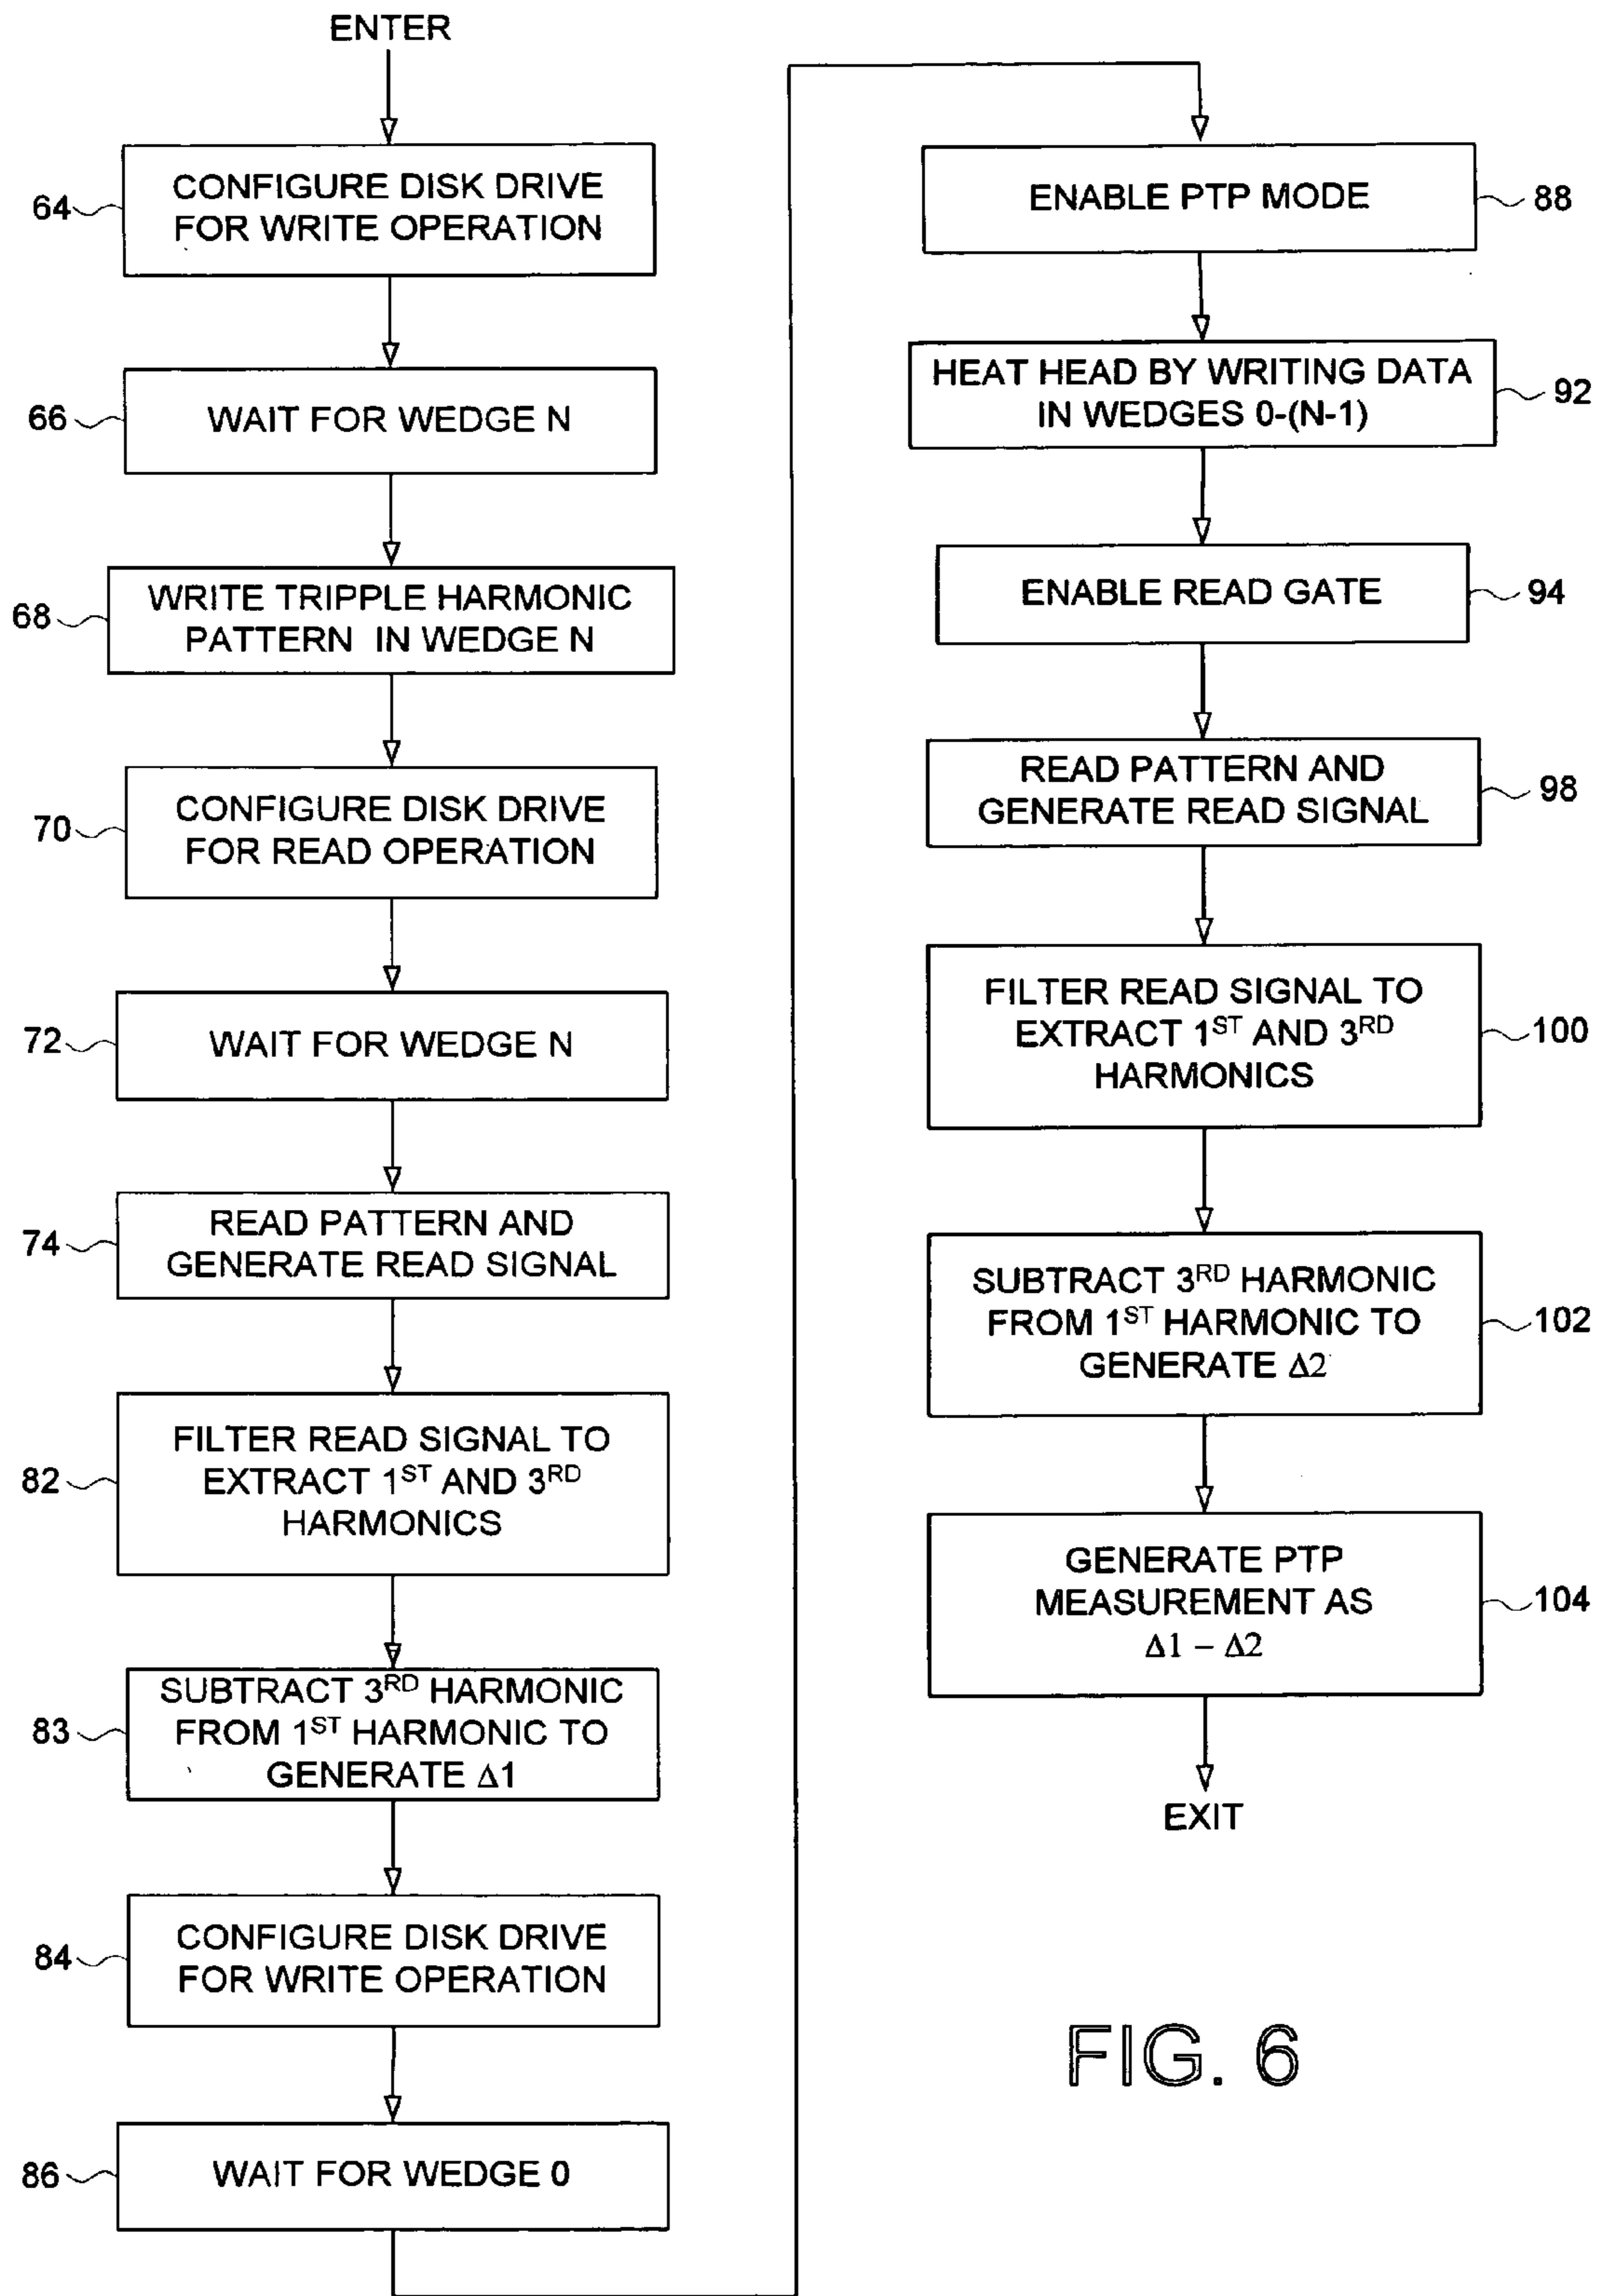 ENTER
64
CONFIGURE DISK DRIVE
FOR WRITE OPERATION
66
WAIT FOR WEDGE N
68
WRITE TRIPPLE HARMONIC
PATTERN IN WEDGE N
70
CONFIGURE DISK DRIVE
FOR READ OPERATION
72
WAIT FOR WEDGE N
74
READ PATTERN AND
GENERATE READ SIGNAL
82
FILTER READ SIGNAL TO
EXTRACT 1ST AND 3RD
HARMONICS
83
SUBTRACT 3RD HARMONIC
FROM 1ST HARMONIC TO
GENERATE Δ1
84
CONFIGURE DISK DRIVE
FOR WRITE OPERATION
86
WAIT FOR WEDGE 0
ENABLE PTP MODE
88
HEAT HEAD BY WRITING DATA
IN WEDGES 0-(N-1)
92
ENABLE READ GATE
94
READ PATTERN AND
GENERATE READ SIGNAL
98
FILTER READ SIGNAL TO
EXTRACT 1ST AND 3RD
HARMONICS
100
SUBTRACT 3RD HARMONIC
FROM 1ST HARMONIC TO
GENERATE Δ2
102
GENERATE PTP
MEASUREMENT AS
Δ1 – Δ2
104
EXIT
FIG. 6